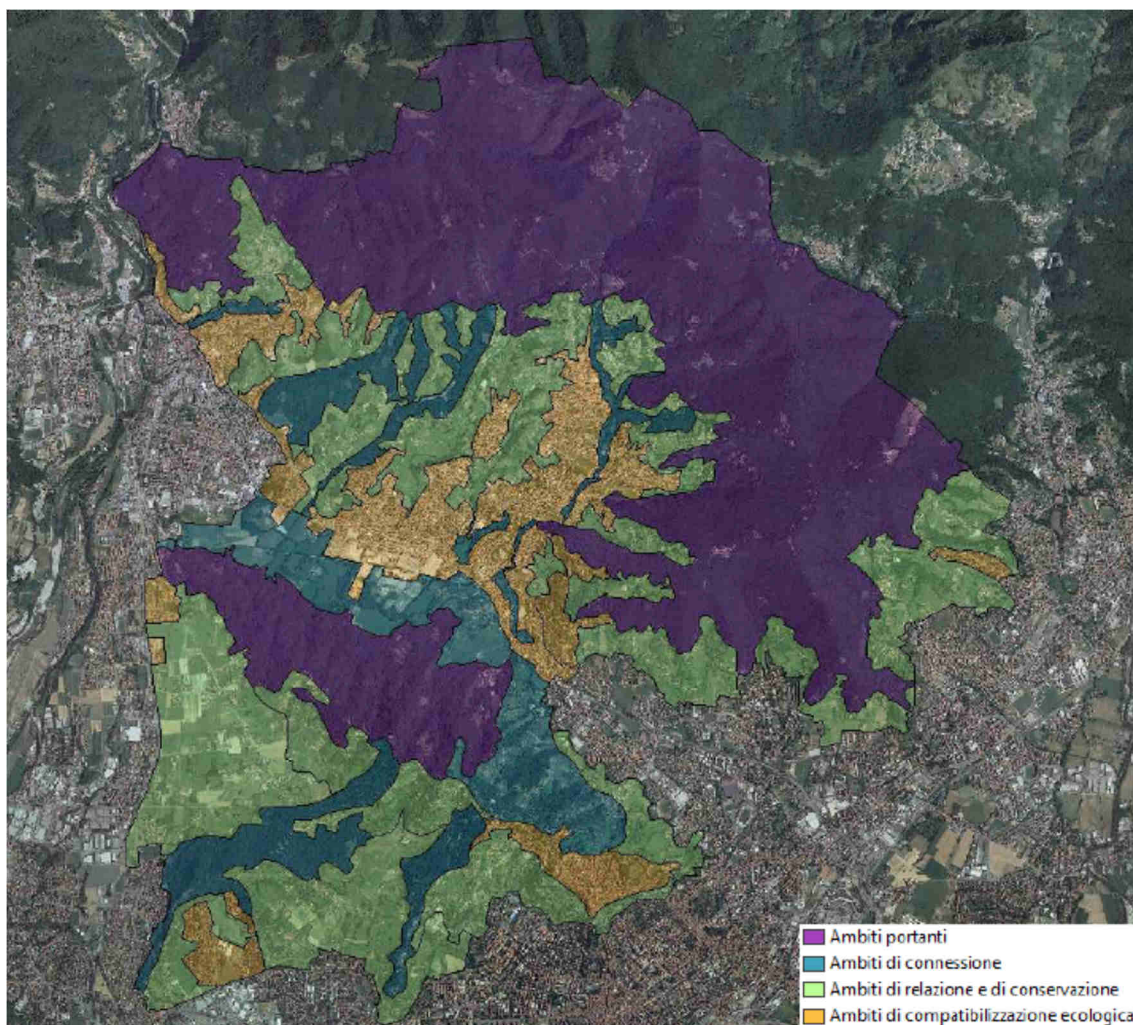 Ambiti portanti
Ambiti di connessione
Ambiti di relazione e di conservazione
Ambiti di compatibilizzazione ecologica